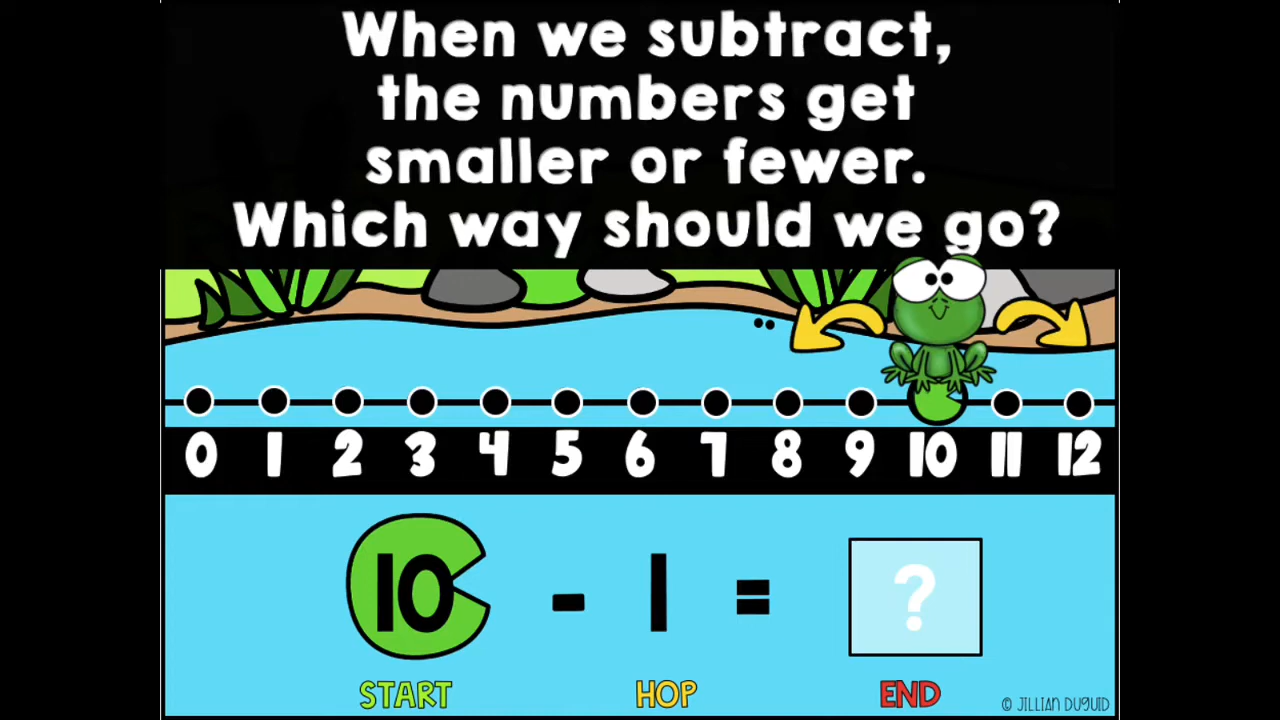 When we subtract,
the numbers get
smaller or fewer.
Which way should we go?
0 1 2 3 4 5 6 7 8 9 10 11 12
10 - 1 = ?
START HOP END
© JILLIAN DUGUID